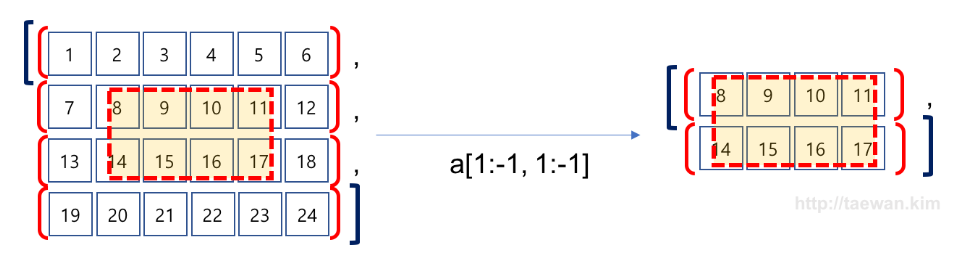 [ ( 1 2 3 4 5 6 ) ,
( 7 8 9 10 11 12 ) ,
( 13 14 15 16 17 18 ) ,
( 19 20 21 22 23 24 ) ]
a[1:-1, 1:-1]
[ ( 8 9 10 11 ) ,
( 14 15 16 17 ) ]
http://taewan.kim